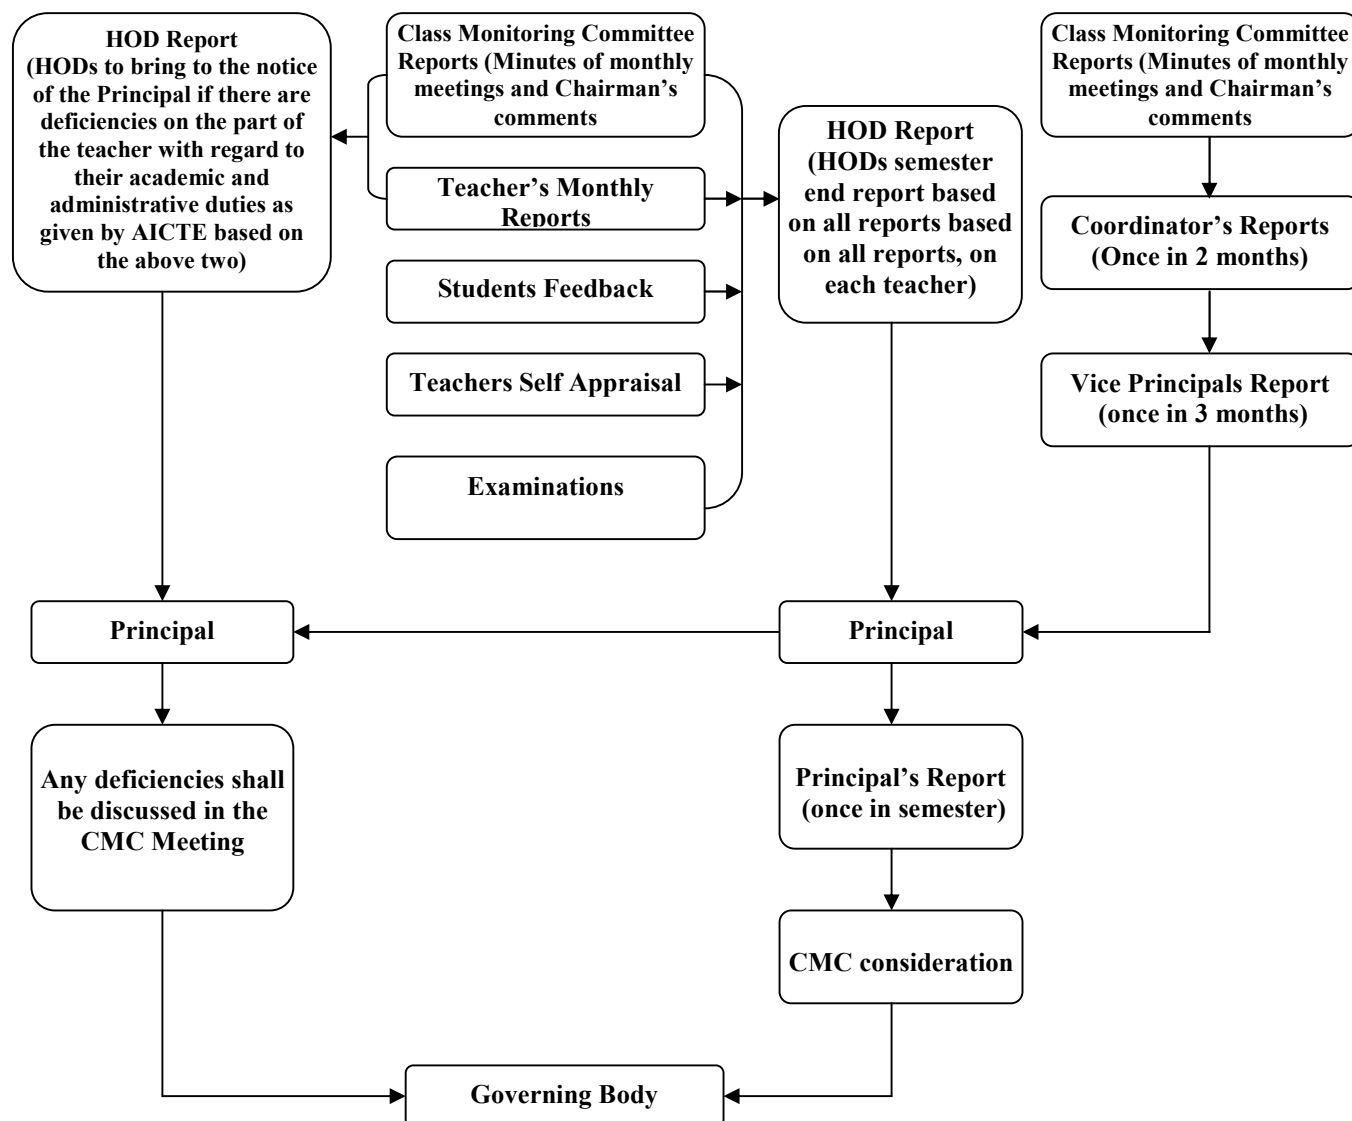 HOD Report
(HODs to bring to the notice
of the Principal if there are
deficiencies on the part of
the teacher with regard to
their academic and
administrative duties as
given by AICTE based on
the above two)
Class Monitoring Committee
Reports (Minutes of monthly
meetings and Chairman’s
comments
Teacher’s Monthly
Reports
Students Feedback
Teachers Self Appraisal
Examinations
HOD Report
(HODs semester
end report based
on all reports based
on all reports, on
each teacher)
Class Monitoring Committee
Reports (Minutes of monthly
meetings and Chairman’s
comments
Coordinator’s Reports
(Once in 2 months)
Vice Principals Report
(once in 3 months)
Principal
Principal
Any deficiencies shall
be discussed in the
CMC Meeting
Principal’s Report
(once in semester)
CMC consideration
Governing Body